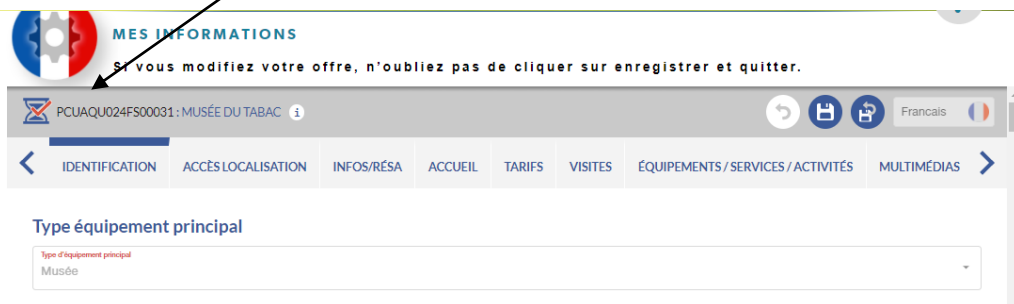 MES INFORMATIONS
Si vous modifiez votre offre, n’oubliez pas de cliquer sur enregistrer et quitter.
PCUAQU024FS00031 : MUSÉE DU TABAC i
Francais
IDENTIFICATION ACCÈS LOCALISATION INFOS/RÉSA ACCUEIL TARIFS VISITES ÉQUIPEMENTS / SERVICES / ACTIVITÉS MULTIMÉDIAS
Type équipement principal
Type d'équipement principal
Musée